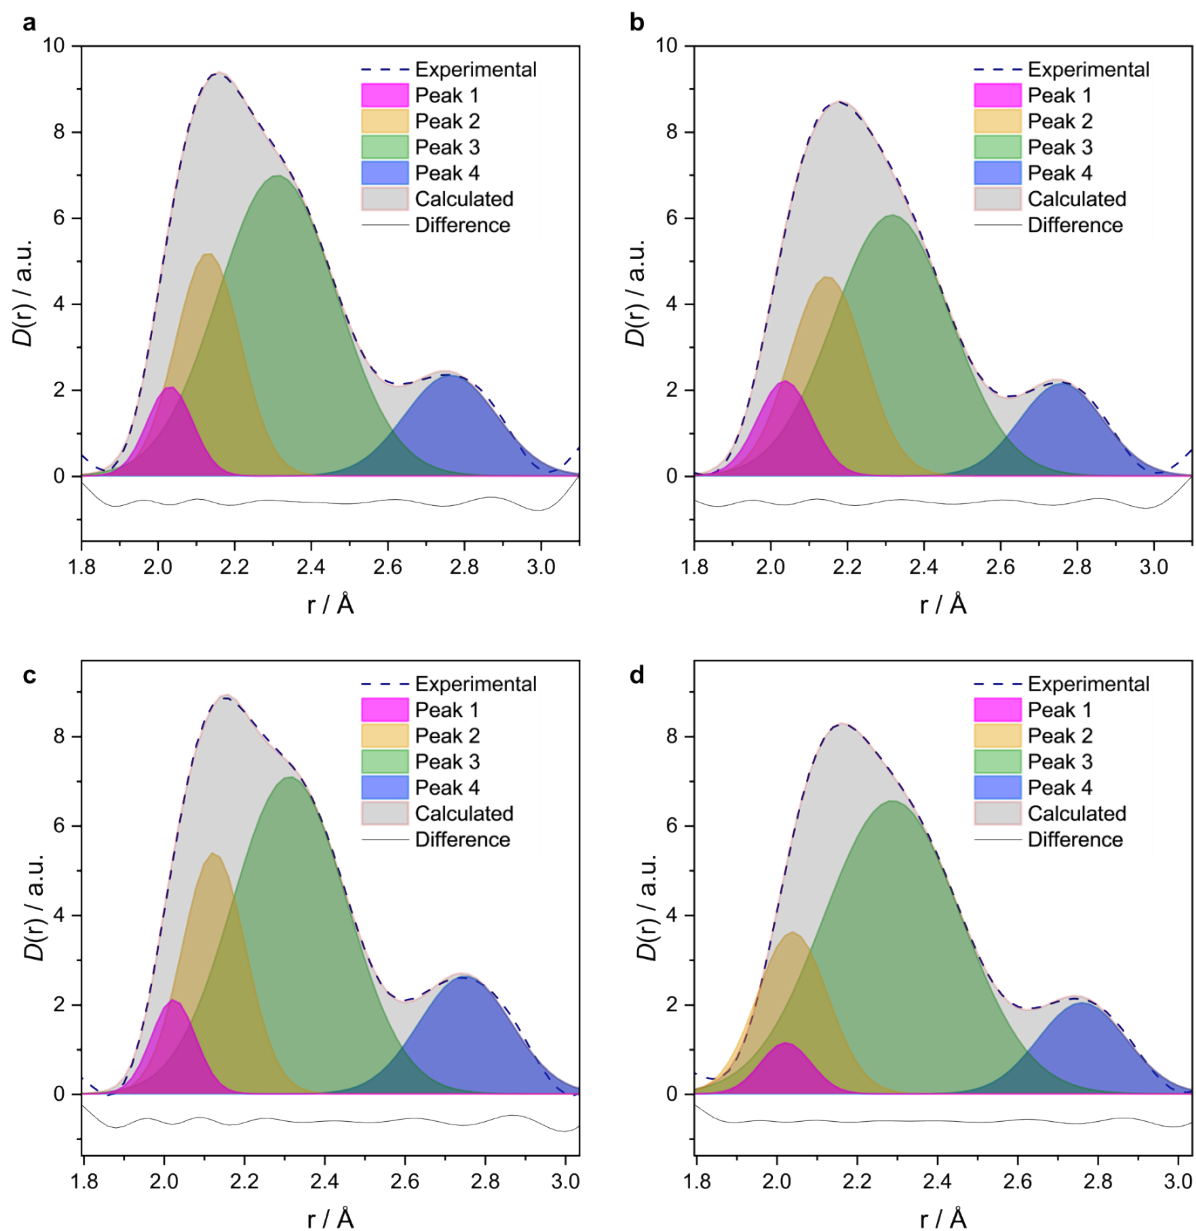 a
10
8
6
4
2
0
D(r) / a.u.
Experimental
Peak 1
Peak 2
Peak 3
Peak 4
Calculated
Difference
1.8 2.0 2.2 2.4 2.6 2.8 3.0
r / Å
b
10
8
6
4
2
0
D(r) / a.u.
Experimental
Peak 1
Peak 2
Peak 3
Peak 4
Calculated
Difference
1.8 2.0 2.2 2.4 2.6 2.8 3.0
r / Å
c
8
6
4
2
0
D(r) / a.u.
Experimental
Peak 1
Peak 2
Peak 3
Peak 4
Calculated
Difference
1.8 2.0 2.2 2.4 2.6 2.8 3.0
r / Å
d
8
6
4
2
0
D(r) / a.u.
Experimental
Peak 1
Peak 2
Peak 3
Peak 4
Calculated
Difference
1.8 2.0 2.2 2.4 2.6 2.8 3.0
r / Å